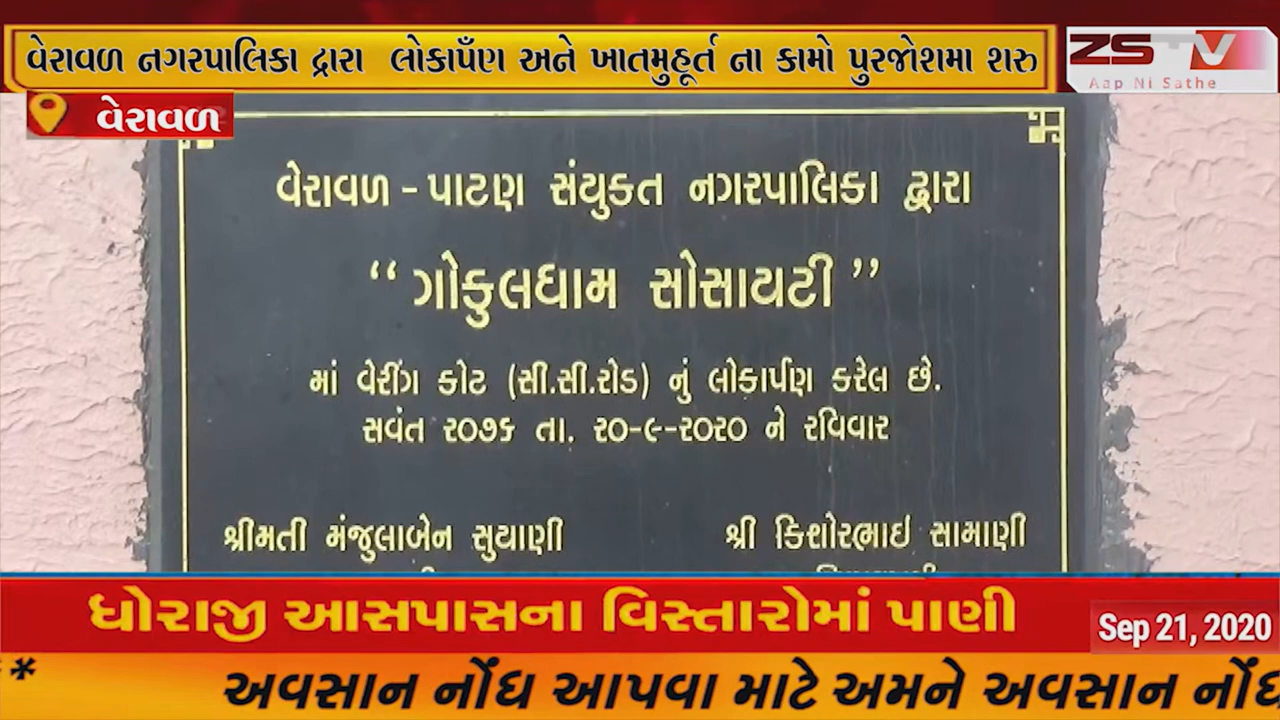 વેરાવળ નગરપાલિકા દ્રારા લોકાર્પણ અને ખાતમુહૂર્ત ના કામો પુરજોશમા શરુ
ZSTV
Aap Ni Sathe
વેરાવળ
વેરાવળ - પાટણ સંયુકત નગરપાલિકા દ્વારા
“ ગોકુલધામ સોસાયટી ”
માં વેરીંગ કોટ (સી.સી.રોડ) નું લોકાર્પણ કરેલ છે.
સવંત ૨૦૭૬ તા. ૨૦-૯-૨૦૨૦ ને રવિવાર
શ્રીમતી મંજુલાબેન સુયાણી
શ્રી કિશોરભાઈ સામાણી
ધોરાજી આસપાસના વિસ્તારોમાં પાણી
Sep 21, 2020
** અવસાન નોંધ આપવા માટે અમને અવસાન નોંધ